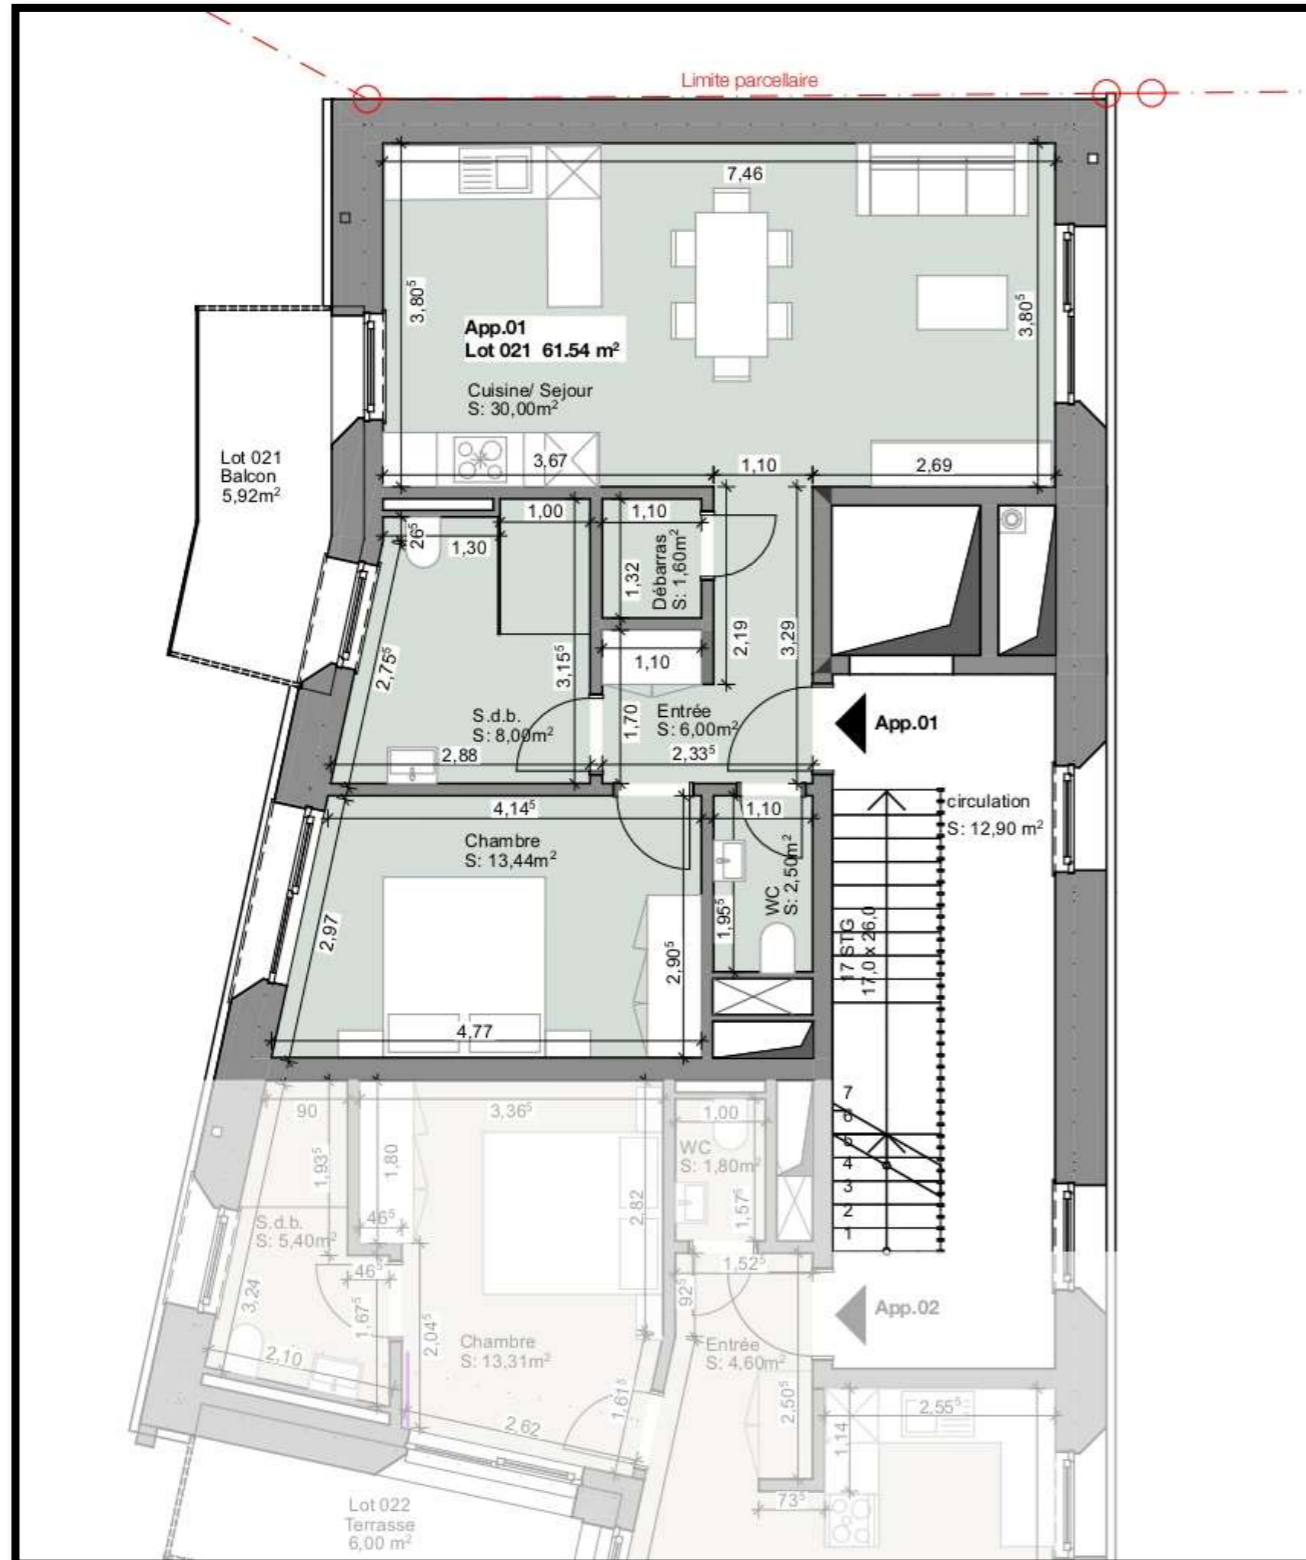 Limite parcellaire
7,46
3,80⁵
3,80⁵
App.01
Lot 021 61.54 m²
Cuisine/ Sejour
S: 30,00m²
Lot 021
Balcon
5,92m²
3,67
1,10
2,69
26⁵
1,30
1,00
1,10
1,32
Débarras
S: 1,60m²
2,19
3,29
2,75⁵
3,15⁵
1,10
1,70
S.d.b.
S: 8,00m²
Entrée
S: 6,00m²
App.01
2,88
2,33⁵
4,14⁵
1,10
circulation
S: 12,90 m²
Chambre
S: 13,44m²
WC
S: 2,50m²
2,97
2,90⁵
1,95⁵
17 STG
17,0 x 26,0
4,77
90
3,36⁵
1,00
7
6
5
4
3
2
1
1,93⁵
1,80
WC
S: 1,80m²
2,82
1,57⁵
46⁵
S.d.b.
S: 5,40m²
46⁵
1,52⁵
3,24
1,67⁵
2,04⁵
92⁵
App.02
Chambre
S: 13,31m²
Entrée
S: 4,60m²
2,10
1,61⁵
2,50⁵
2,62
2,55⁵
1,14
73⁵
Lot 022
Terrasse
6,00 m²